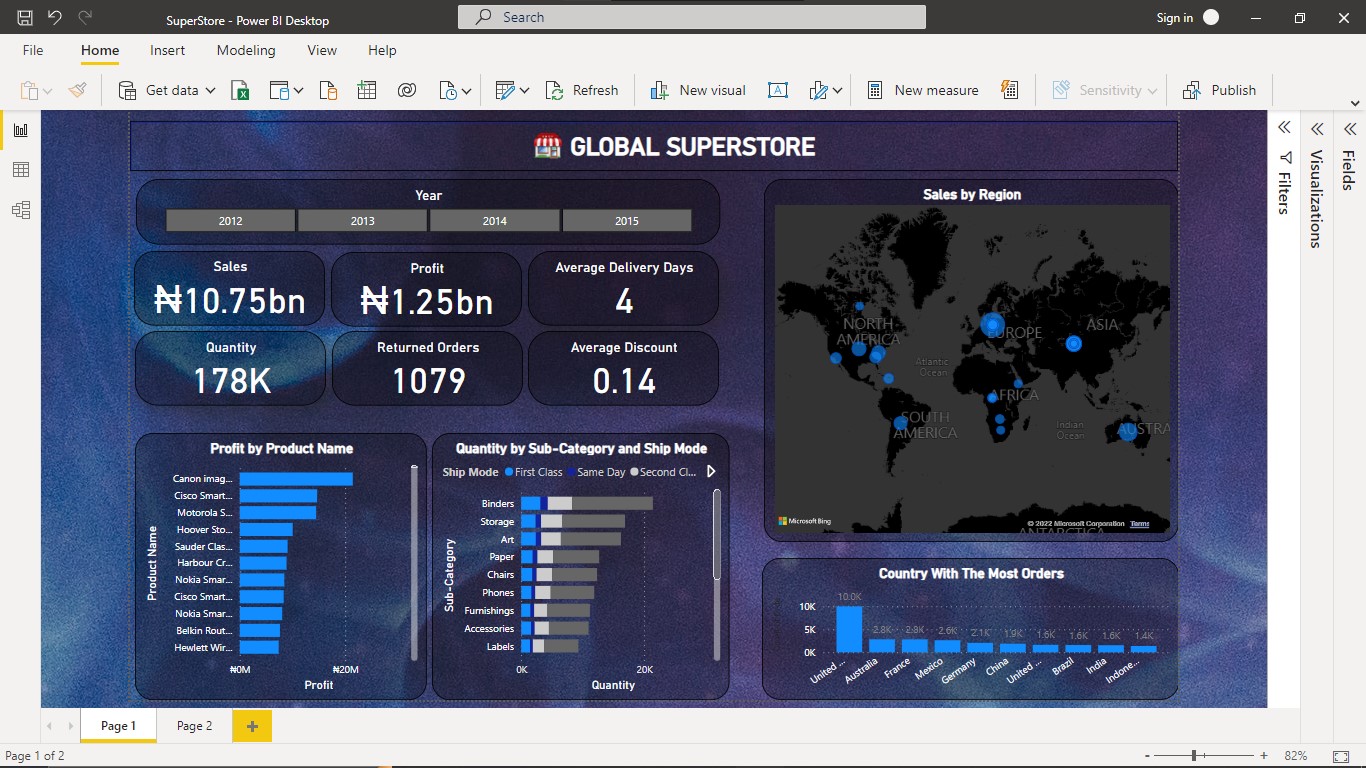 SuperStore - Power BI Desktop
Search
Sign in
File Home Insert Modeling View Help
Get data
Refresh
New visual
New measure
Sensitivity
Publish
GLOBAL SUPERSTORE
Year
2012 2013 2014 2015
Sales
₦10.75bn
Profit
₦1.25bn
Average Delivery Days
4
Quantity
178K
Returned Orders
1079
Average Discount
0.14
Sales by Region
NORTH
AMERICA
EUROPE
ASIA
Atlantic
Ocean
AFRICA
SOUTH
AMERICA
Indian
Ocean
AUSTRA
Microsoft Bing
© 2022 Microsoft Corporation Terms
ANTARCTICA
Profit by Product Name
Product Name
Canon imag...
Cisco Smart...
Motorola S...
Hoover Sto...
Sauder Clas...
Harbour Cr...
Nokia Smar...
Cisco Smart...
Nokia Smar...
Belkin Rout...
Hewlett Wir...
₦0M ₦20M
Profit
Quantity by Sub-Category and Ship Mode
Ship Mode First Class Same Day Second Cl...
Sub-Category
Binders
Storage
Art
Paper
Chairs
Phones
Furnishings
Accessories
Labels
0K 20K
Quantity
Country With The Most Orders
10K
5K
0K
10.0K 2.8K 2.8K 2.6K 2.1K 1.9K 1.6K 1.6K 1.6K 1.4K
United ... Australia France Mexico Germany China United ... Brazil India Indone...
Filters
Visualizations
Fields
Page 1 Page 2
Page 1 of 2
82%